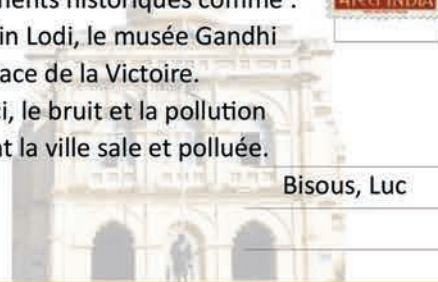 ments historiques comme :
in Lodi, le musée Gandhi
ace de la Victoire.
i, le bruit et la pollution
t la ville sale et polluée.
Bisous, Luc
INDIA